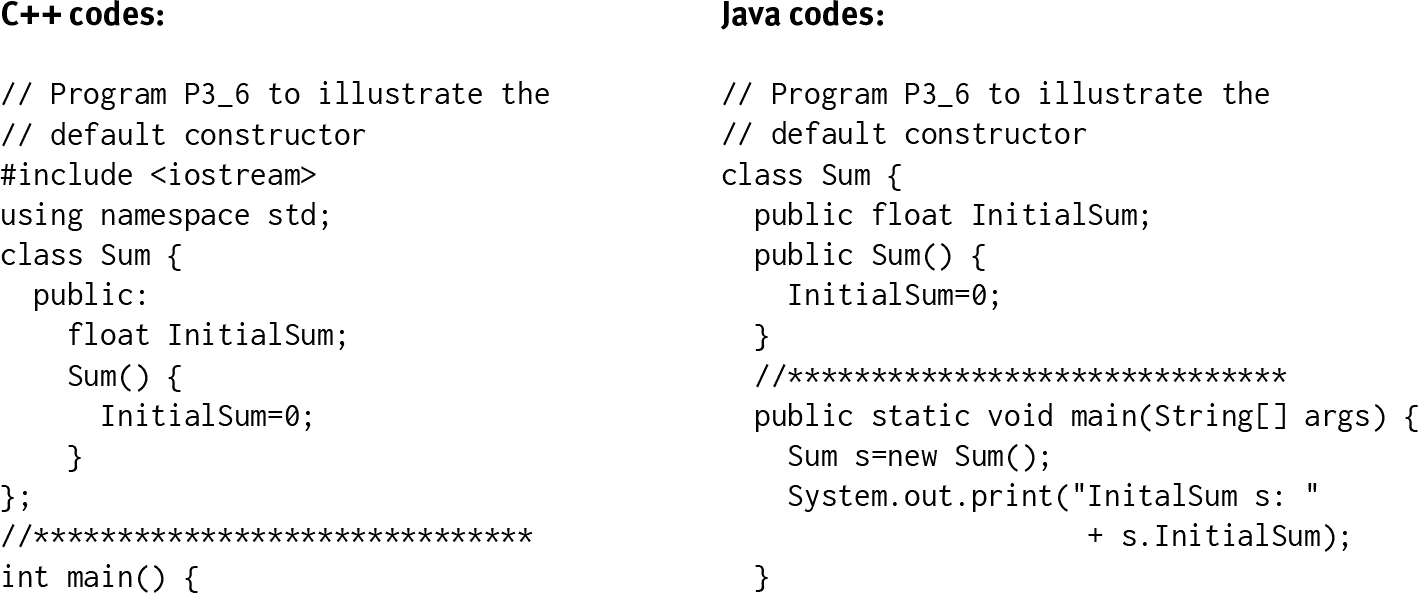 C++ codes:
// Program P3_6 to illustrate the
// default constructor
#include <iostream>
using namespace std;
class Sum {
  public:
    float InitialSum;
    Sum() {
      InitialSum=0;
    }
};
//******************************
int main() {
Java codes:
// Program P3_6 to illustrate the
// default constructor
class Sum {
  public float InitialSum;
  public Sum() {
    InitialSum=0;
  }
  //******************************
  public static void main(String[] args) {
    Sum s=new Sum();
    System.out.print("InitalSum s: "
                      + s.InitialSum);
  }